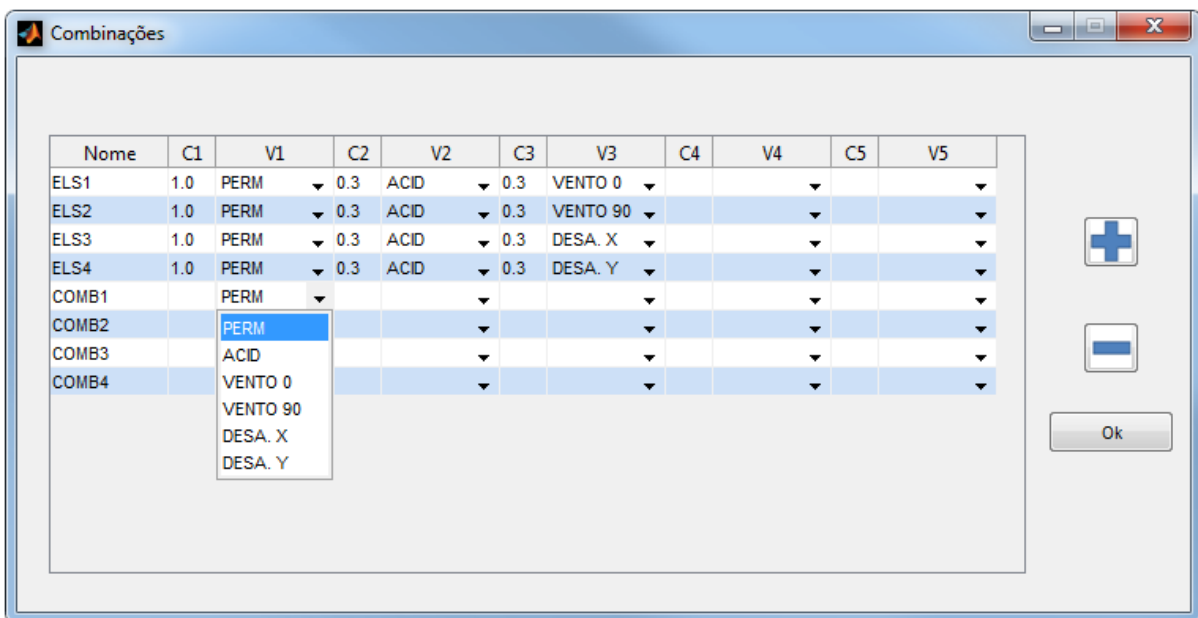 Combinações
Nome C1 V1 C2 V2 C3 V3 C4 V4 C5 V5
ELS1 1.0 PERM 0.3 ACID 0.3 VENTO 0
ELS2 1.0 PERM 0.3 ACID 0.3 VENTO 90
ELS3 1.0 PERM 0.3 ACID 0.3 DESA. X
ELS4 1.0 PERM 0.3 ACID 0.3 DESA. Y
COMB1 PERM
COMB2 PERM
COMB3 ACID
COMB4 VENTO 0
VENTO 90
DESA. X
DESA. Y
Ok